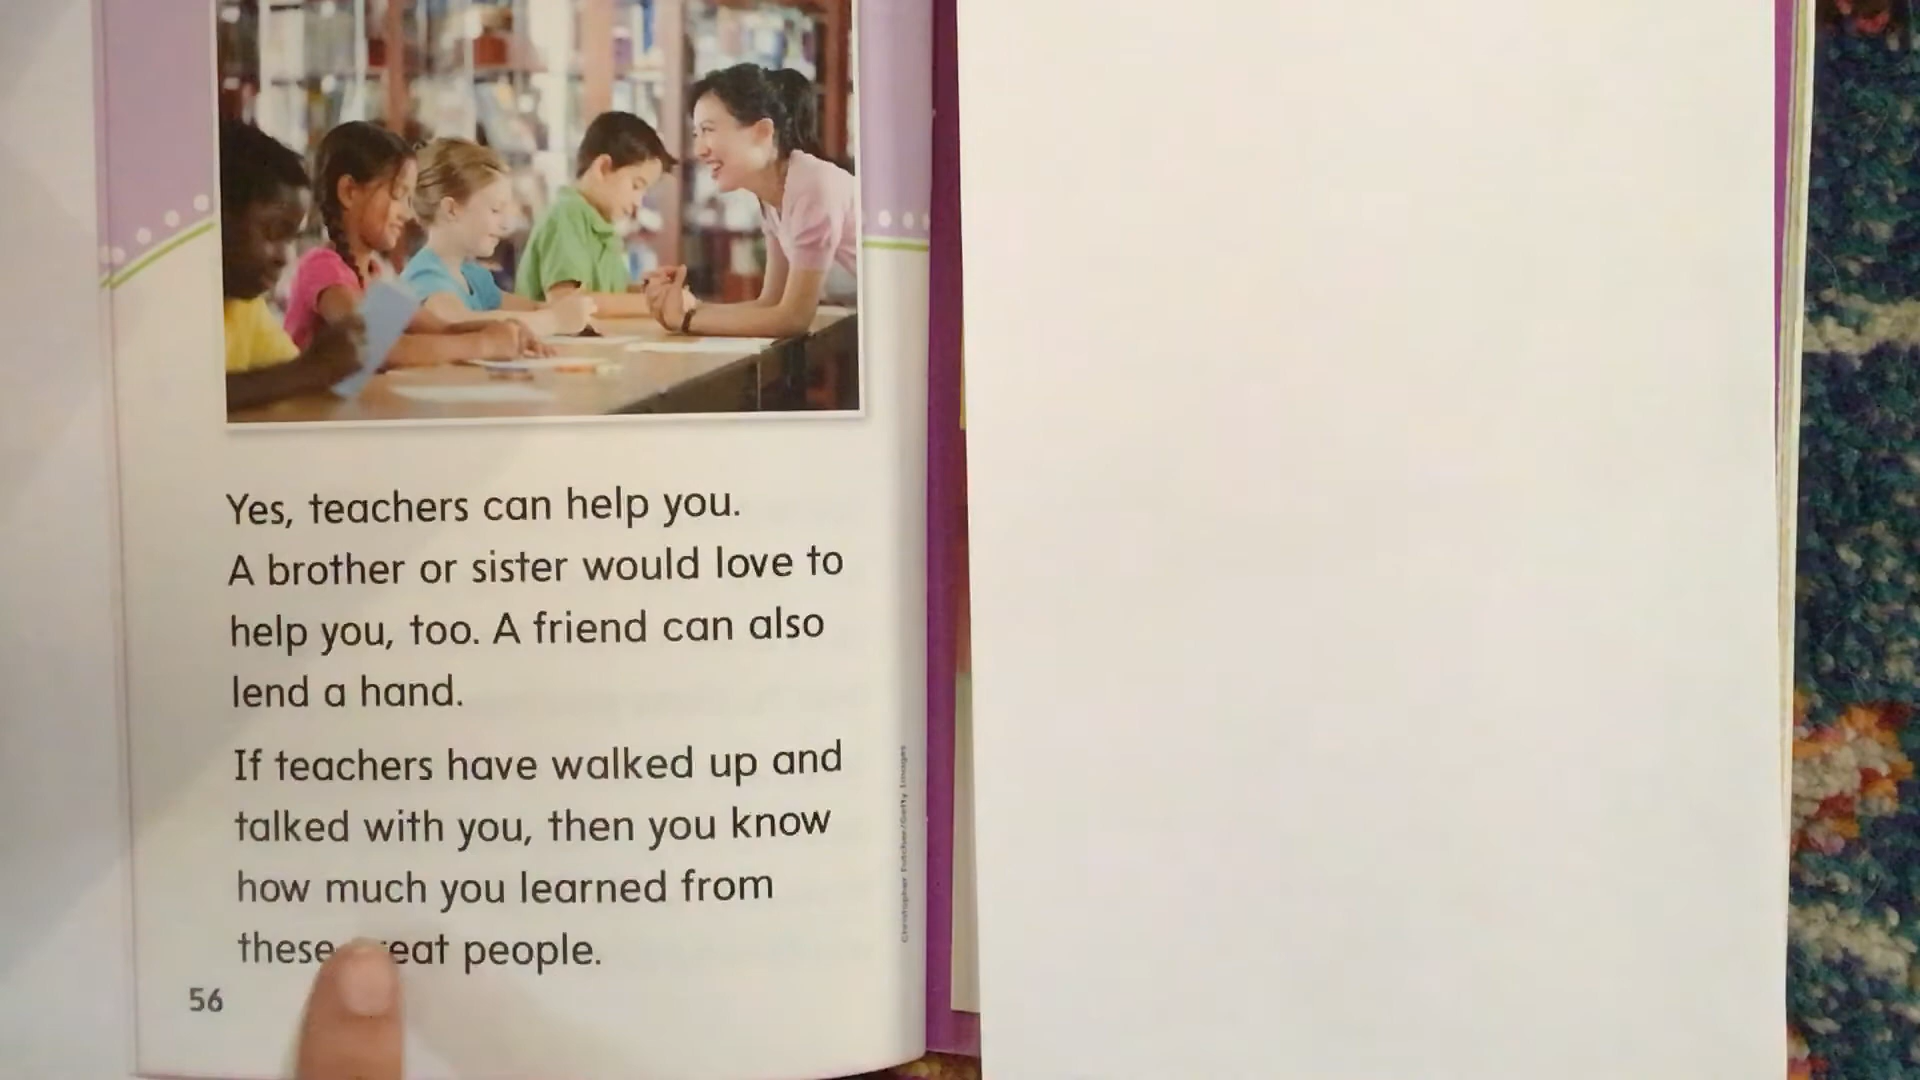 Yes, teachers can help you.
A brother or sister would love to
help you, too. A friend can also
lend a hand.
If teachers have walked up and
talked with you, then you know
how much you learned from
these people.
56